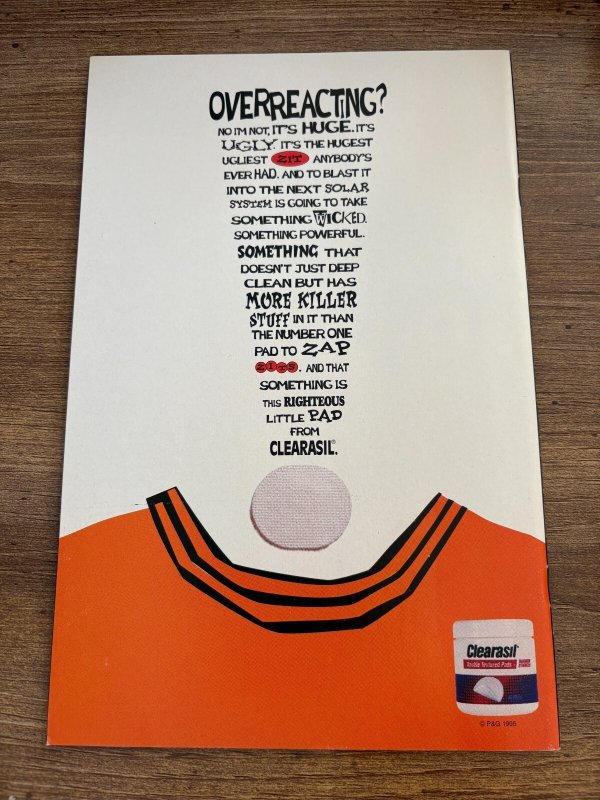 OVERREACTING?
NO I'M NOT, IT'S HUGE. IT'S
UGLY. IT'S THE HUGEST
UGLIEST ZIT ANYBODY'S
EVER HAD. AND TO BLAST IT
INTO THE NEXT SOLAR
SYSTEM IS GOING TO TAKE
SOMETHING WICKED.
SOMETHING POWERFUL.
SOMETHING THAT
DOESN'T JUST DEEP
CLEAN BUT HAS
MORE KILLER
STUFF IN IT THAN
THE NUMBER ONE
PAD TO ZAP
ZITS. AND THAT
SOMETHING IS
THIS RIGHTEOUS
LITTLE PAD
FROM
CLEARASIL®.
Clearasil
Double Textured Pads
MAXIMUM
STRENGTH
© P&G 1995